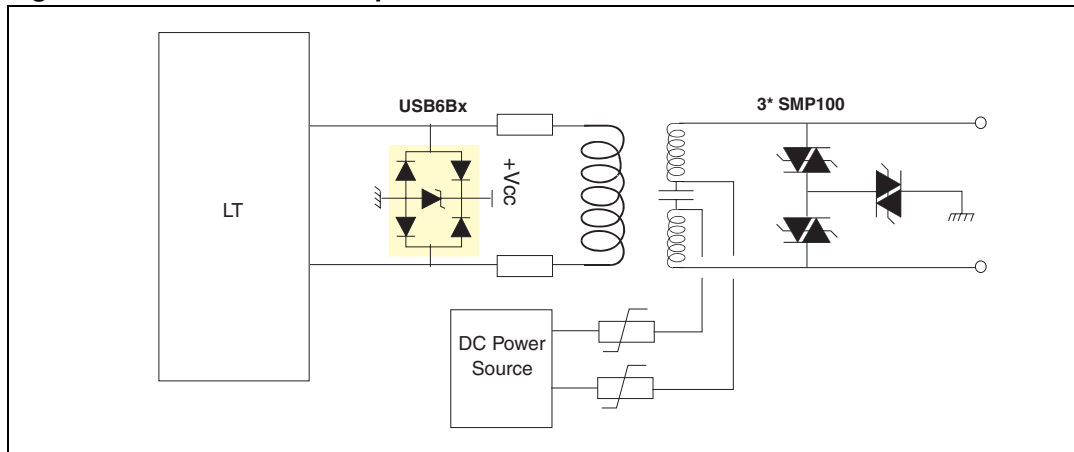 USB6Bx
3* SMP100
LT
+Vcc
DC Power
Source